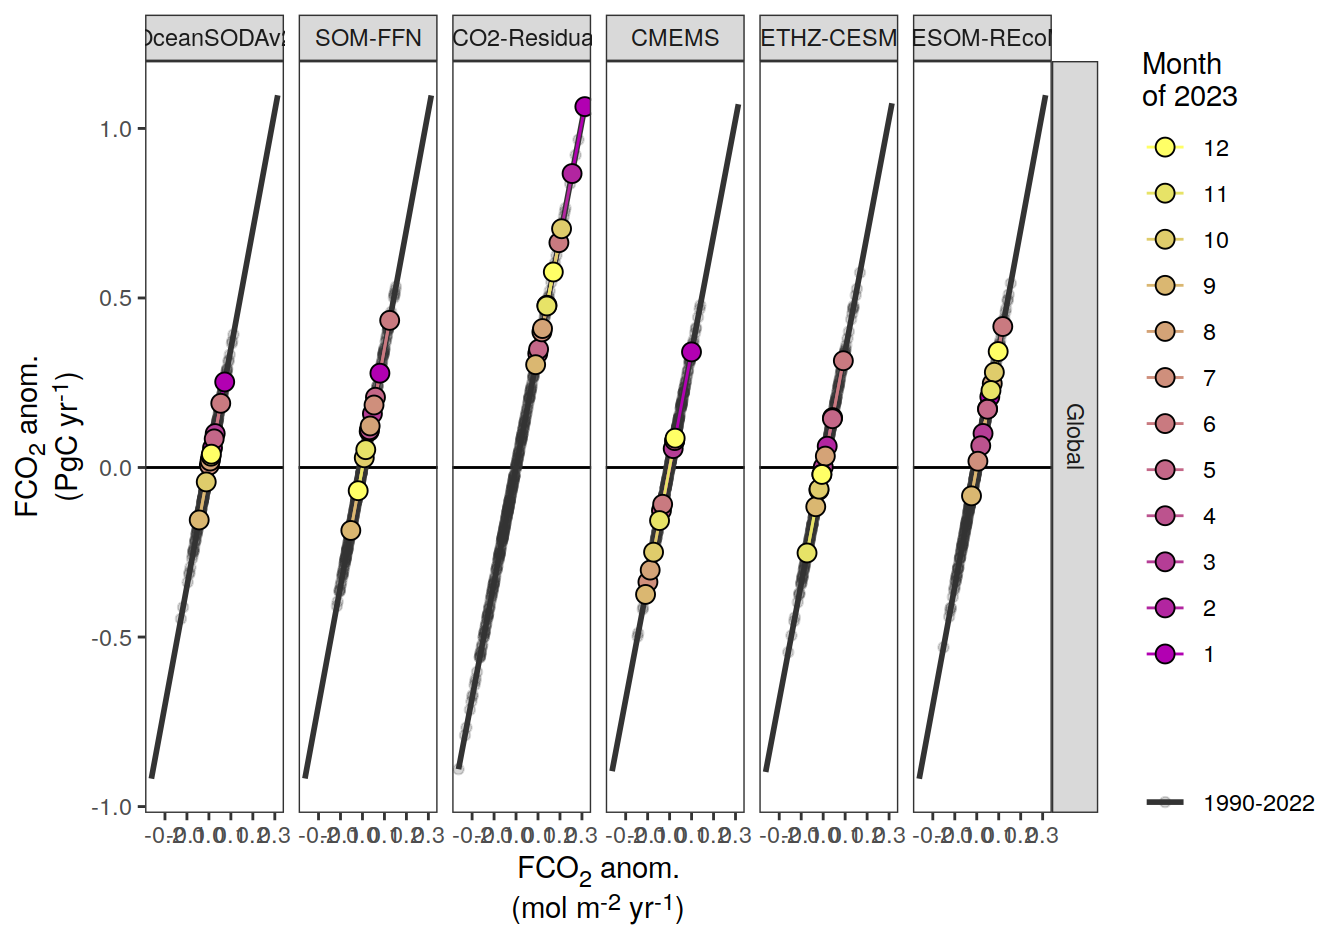 OceanSODAv2
SOM-FFN
CO2-Residual
CMEMS
ETHZ-CESM
ESOM-REcoM
Global
1.0
0.5
0.0
-0.5
-1.0
FCO2 anom.
(PgC yr-1)
FCO2 anom.
(mol m-2 yr-1)
Month
of 2023
12
11
10
9
8
7
6
5
4
3
2
1
1990-2022